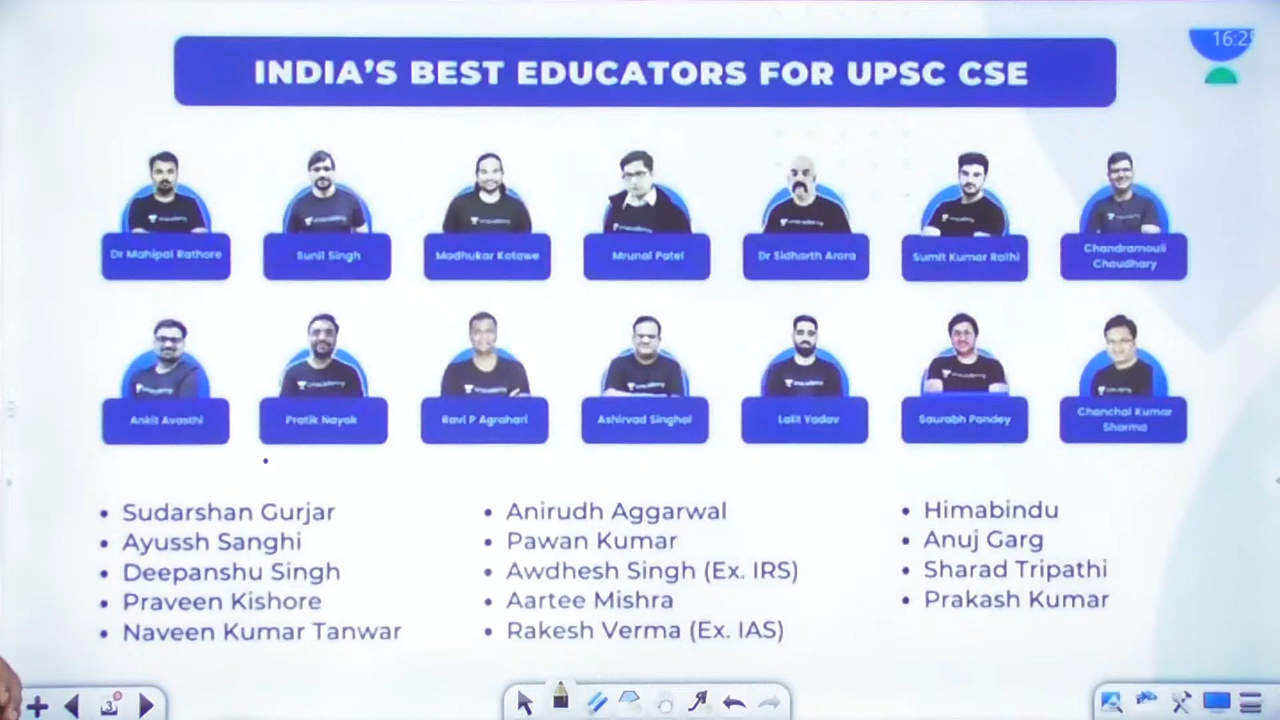 INDIA'S BEST EDUCATORS FOR UPSC CSE
16:25
Dr Mahipal Rathore
Sunil Singh
Madhukar Kotawe
Mrunal Patel
Dr Sidharth Arora
Sumit Kumar Rathi
Chandramouli
Choudhary
Ankit Avasthi
Pratik Nayak
Ravi P Agrahari
Ashirvad Singhal
Lalit Yadav
Saurabh Pandey
Chanchal Kumar
Sharma
• Sudarshan Gurjar
• Ayussh Sanghi
• Deepanshu Singh
• Praveen Kishore
• Naveen Kumar Tanwar
• Anirudh Aggarwal
• Pawan Kumar
• Awdhesh Singh (Ex. IRS)
• Aartee Mishra
• Rakesh Verma (Ex. IAS)
• Himabindu
• Anuj Garg
• Sharad Tripathi
• Prakash Kumar
3